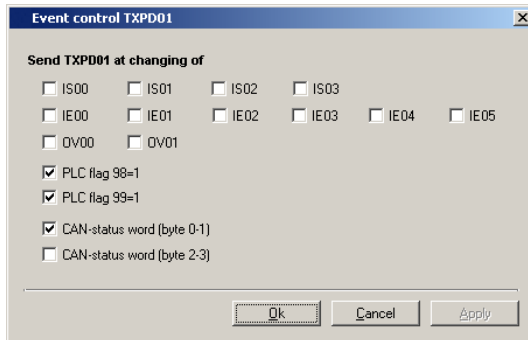 Event control TXPD01
Send TXPD01 at changing of
IS00 IS01 IS02 IS03
IE00 IE01 IE02 IE03 IE04 IE05
OV00 OV01
PLC flag 98=1
PLC flag 99=1
CAN-status word (byte 0-1)
CAN-status word (byte 2-3)
Ok Cancel Apply